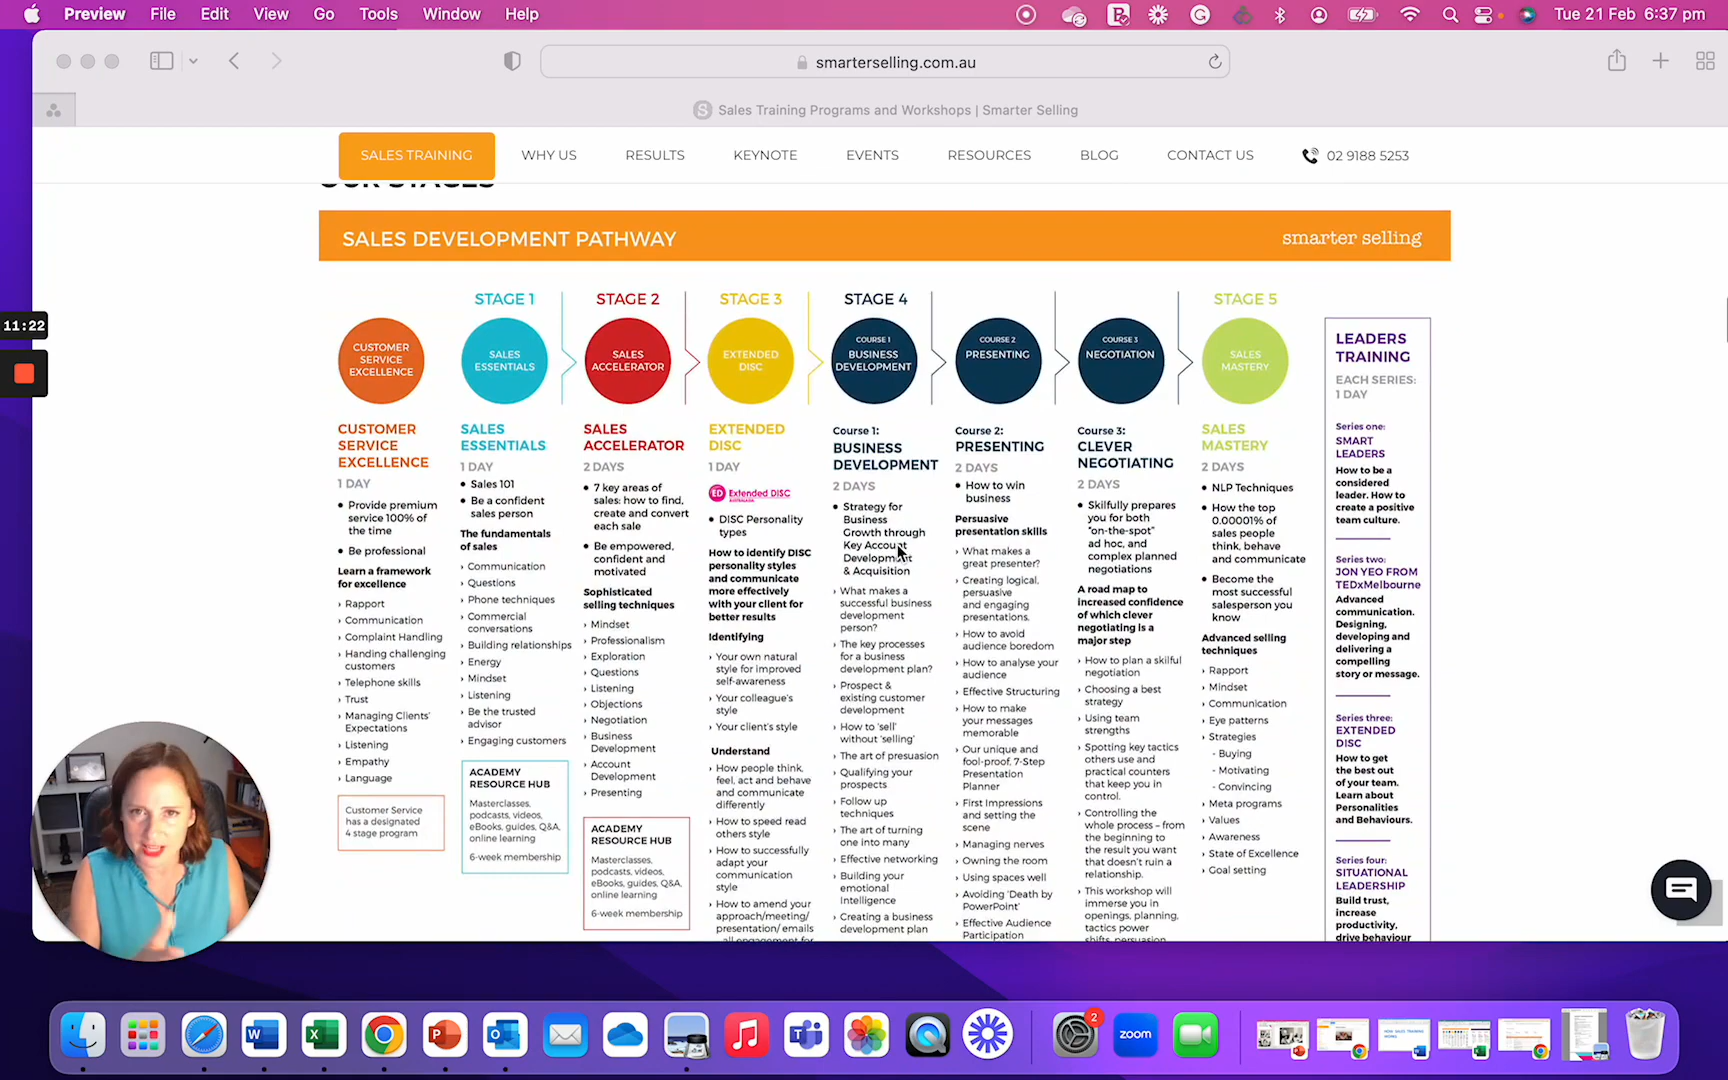 Preview File Edit View Go Tools Window Help
Tue 21 Feb 6:37 pm
smarterselling.com.au
Sales Training Programs and Workshops | Smarter Selling
SALES TRAINING WHY US RESULTS KEYNOTE EVENTS RESOURCES BLOG CONTACT US 02 9188 5253
OUR STAGES
SALES DEVELOPMENT PATHWAY
smarter selling
11:22
CUSTOMER
SERVICE
EXCELLENCE
CUSTOMER
SERVICE
EXCELLENCE
1 DAY
• Provide premium
service 100% of
the time
• Be professional
Learn a framework
for excellence
› Rapport
› Communication
› Complaint Handling
› Handing challenging
customers
› Telephone skills
› Trust
› Managing Clients'
Expectations
› Listening
› Empathy
› Language
Customer Service
has a designated
4 stage program
STAGE 1
SALES
ESSENTIALS
SALES
ESSENTIALS
1 DAY
• Sales 101
• Be a confident
sales person
The fundamentals
of sales
› Communication
› Questions
› Phone techniques
› Commercial
conversations
› Building relationships
› Energy
› Mindset
› Listening
› Be the trusted
advisor
› Engaging customers
ACADEMY
RESOURCE HUB
Masterclasses,
podcasts, videos,
eBooks, guides, Q&A,
online learning
6-week membership
STAGE 2
SALES
ACCELERATOR
SALES
ACCELERATOR
2 DAYS
• 7 key areas of
sales: how to find,
create and convert
each sale
• Be empowered,
confident and
motivated
Sophisticated
selling techniques
› Mindset
› Professionalism
› Exploration
› Questions
› Listening
› Objections
› Negotiation
› Business
Development
› Account
Development
› Presenting
ACADEMY
RESOURCE HUB
Masterclasses,
podcasts, videos,
eBooks, guides, Q&A,
online learning
6-week membership
STAGE 3
EXTENDED
DISC
EXTENDED
DISC
1 DAY
ED Extended DISC
• DISC Personality
types
How to identify DISC
personality styles
and communicate
more effectively
with your client for
better results
Identifying
› Your own natural
style for improved
self-awareness
› Your colleague's
style
› Your client's style
Understand
› How people think,
feel, act and behave
and communicate
differently
› How to speed read
others style
› How to successfully
adapt your
communication
style
› How to amend your
approach/meeting/
presentation/ emails
STAGE 4
COURSE 1
BUSINESS
DEVELOPMENT
Course 1:
BUSINESS
DEVELOPMENT
2 DAYS
• Strategy for
Business
Growth through
Key Account
Development
& Acquisition
› What makes a
successful business
development
person?
› The key processes
for a business
development plan?
› Prospect &
existing customer
development
› How to 'sell'
without 'selling'
› The art of persuasion
› Qualifying your
prospects
› Follow up
techniques
› The art of turning
one into many
› Effective networking
› Building your
emotional
Intelligence
› Creating a business
development plan
COURSE 2
PRESENTING
Course 2:
PRESENTING
2 DAYS
• How to win
business
Persuasive
presentation skills
› What makes a
great presenter?
› Creating logical,
persuasive
and engaging
presentations.
› How to avoid
audience boredom
› How to analyse your
audience
› Effective Structuring
› How to make
your messages
memorable
› Our unique and
fool-proof, 7-Step
Presentation
Planner
› First Impressions
and setting the
scene
› Managing nerves
› Owning the room
› Using spaces well
› Avoiding 'Death by
PowerPoint'
› Effective Audience
Participation
COURSE 3
NEGOTIATION
Course 3:
CLEVER
NEGOTIATING
2 DAYS
• Skilfully prepares
you for both
"on-the-spot"
ad hoc, and
complex planned
negotiations
A road map to
increased confidence
of which clever
negotiating is a
major step
› How to plan a skilful
negotiation
› Choosing a best
strategy
› Using team
strengths
› Spotting key tactics
others use and
practical counters
that keep you in
control.
› Controlling the
whole process – from
the beginning to
the result you want
that doesn't ruin a
relationship.
› This workshop will
immerse you in
openings, planning,
tactics power
shifts, persuasion
STAGE 5
SALES
MASTERY
SALES
MASTERY
2 DAYS
• NLP Techniques
• How the top
0.00001% of
sales people
think, behave
and communicate
• Become the
most successful
salesperson you
know
Advanced selling
techniques
› Rapport
› Mindset
› Communication
› Eye patterns
› Strategies
- Buying
- Motivating
- Convincing
› Meta programs
› Values
› Awareness
› State of Excellence
› Goal setting
LEADERS
TRAINING
EACH SERIES:
1 DAY
Series one:
SMART
LEADERS
How to be a
considered
leader. How to
create a positive
team culture.
Series two:
JON YEO FROM
TEDxMelbourne
Advanced
communication.
Designing,
developing and
delivering a
compelling
story or message.
Series three:
EXTENDED
DISC
How to get
the best out
of your team.
Learn about
Personalities
and Behaviours.
Series four:
SITUATIONAL
LEADERSHIP
Build trust,
increase
productivity,
drive behaviour
2
zoom